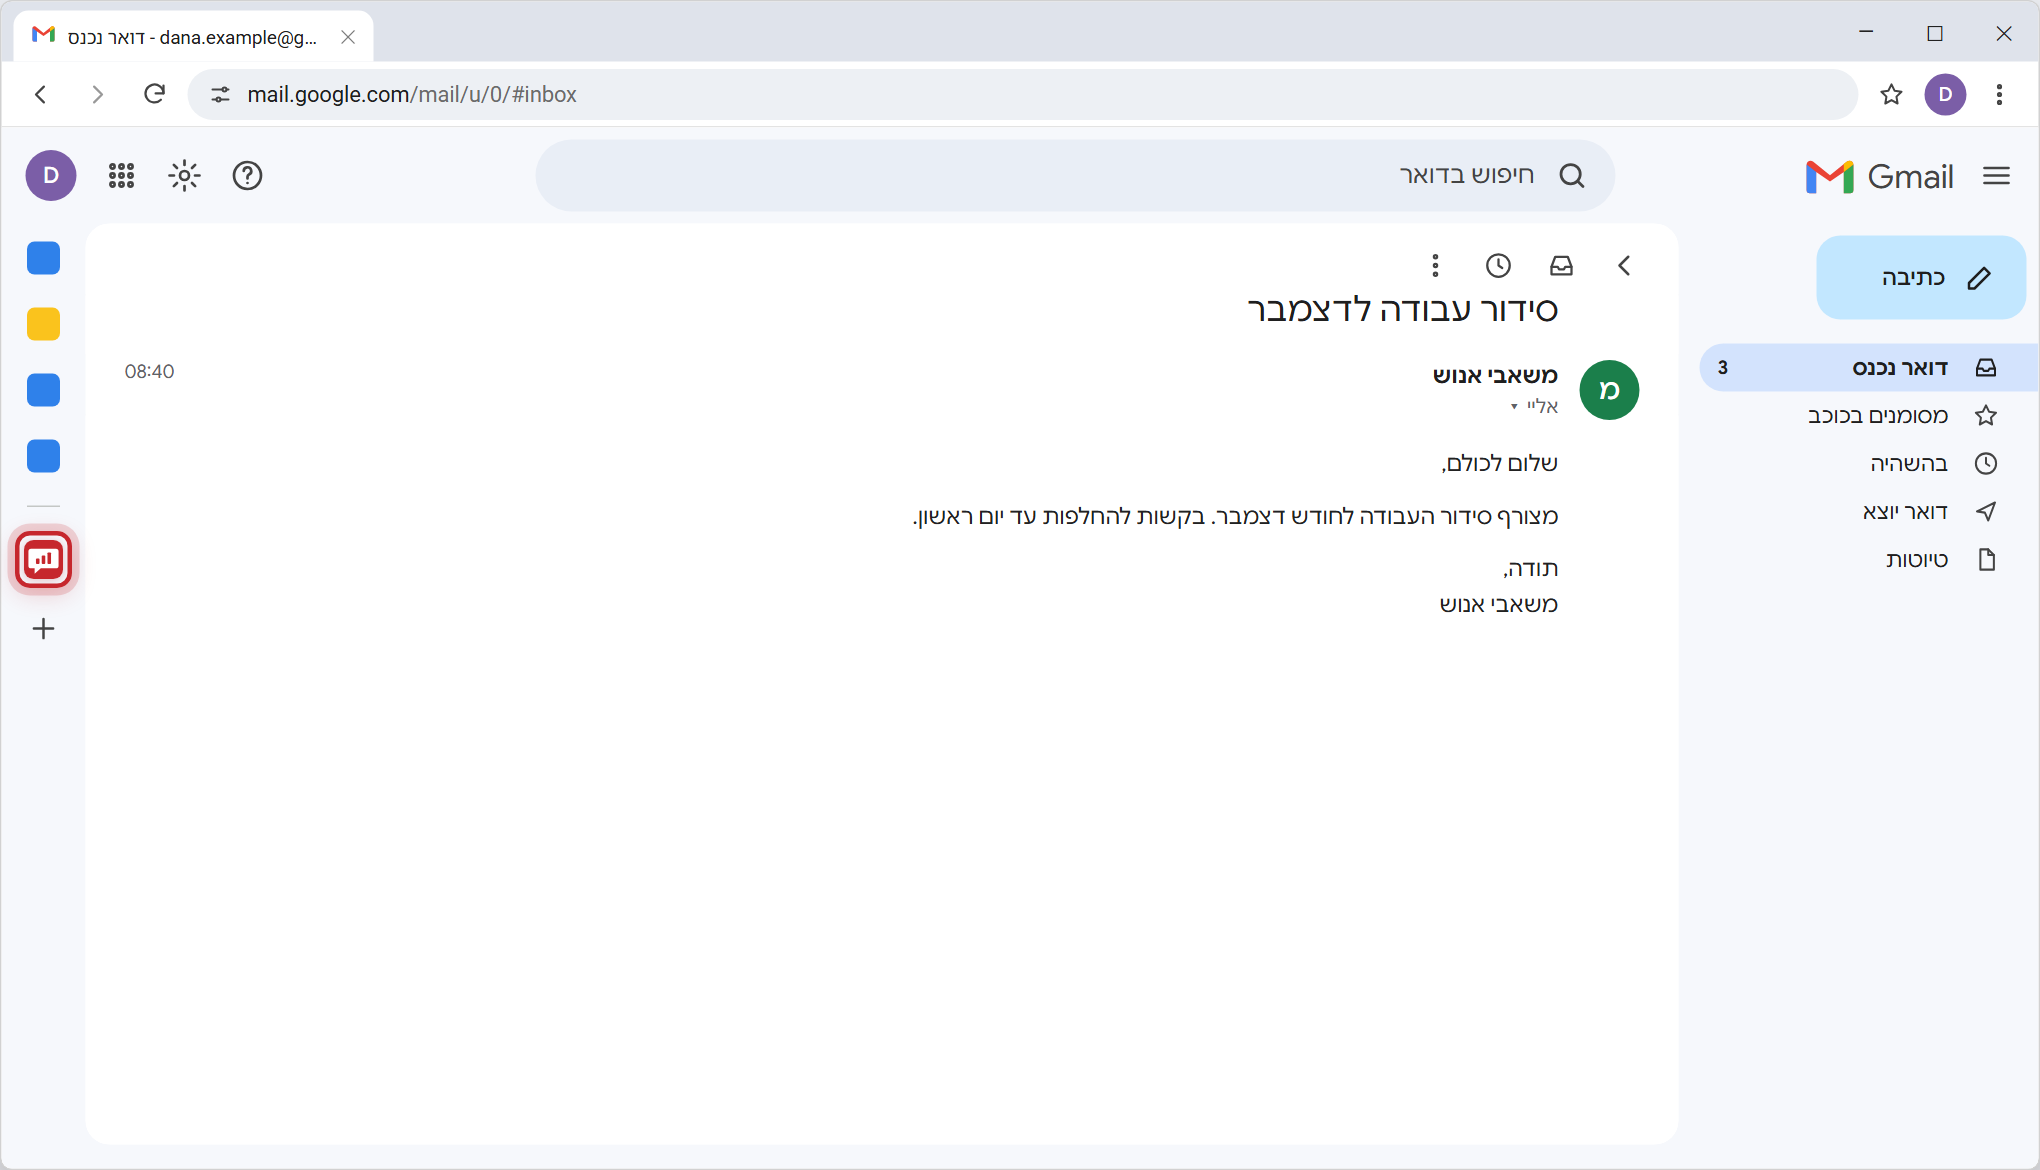 דואר נכנס - dana.example@g...
mail.google.com/mail/u/0/#inbox
D
Gmail
חיפוש בדואר
D
כתיבה
דואר נכנס 3
מסומנים בכוכב
בהשהיה
דואר יוצא
טיוטות
סידור עבודה לדצמבר
מ
משאבי אנוש
08:40
אליי
שלום לכולם,
מצורף סידור העבודה לחודש דצמבר. בקשות להחלפות עד יום ראשון.
תודה,
משאבי אנוש